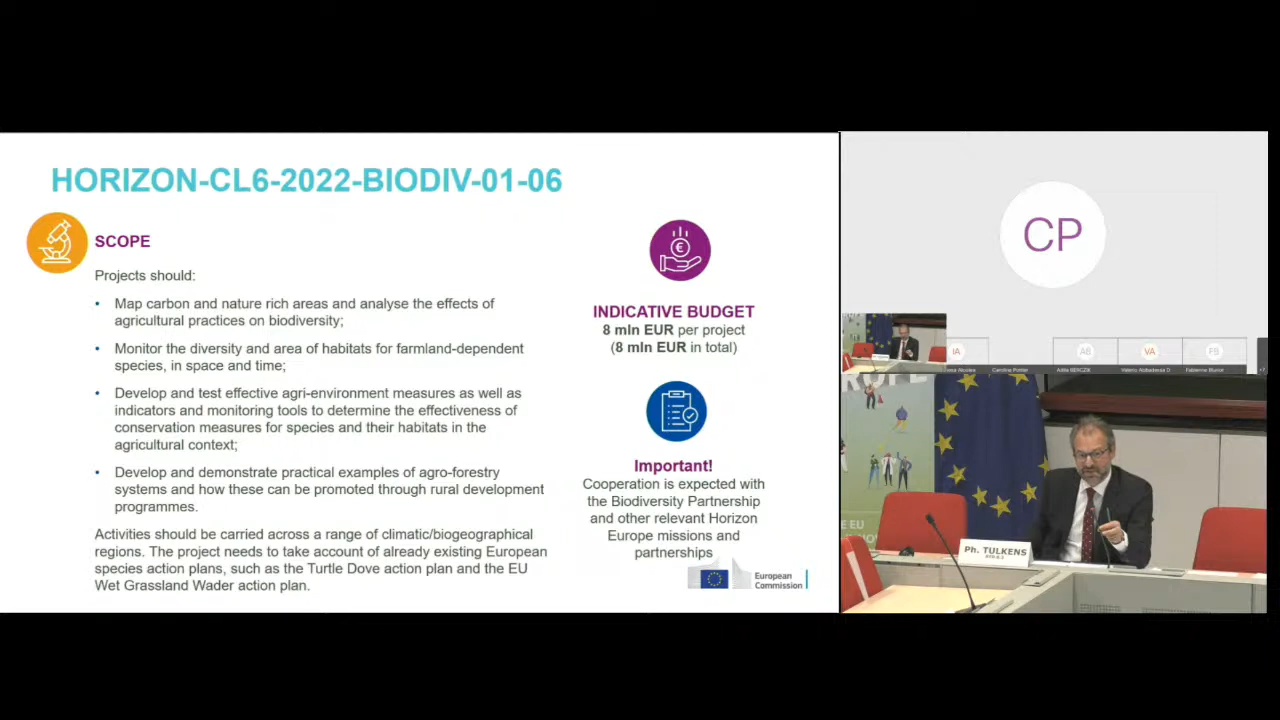 HORIZON-CL6-2022-BIODIV-01-06
SCOPE
Projects should:
• Map carbon and nature rich areas and analyse the effects of
agricultural practices on biodiversity;
• Monitor the diversity and area of habitats for farmland-dependent
species, in space and time;
• Develop and test effective agri-environment measures as well as
indicators and monitoring tools to determine the effectiveness of
conservation measures for species and their habitats in the
agricultural context;
• Develop and demonstrate practical examples of agro-forestry
systems and how these can be promoted through rural development
programmes.
Activities should be carried across a range of climatic/biogeographical
regions. The project needs to take account of already existing European
species action plans, such as the Turtle Dove action plan and the EU
Wet Grassland Wader action plan.
€
INDICATIVE BUDGET
8 mln EUR per project
(8 mln EUR in total)
Important!
Cooperation is expected with
the Biodiversity Partnership
and other relevant Horizon
Europe missions and
partnerships
European
Commission
CP
IA
AB
VA
FB
Ph. TULKENS